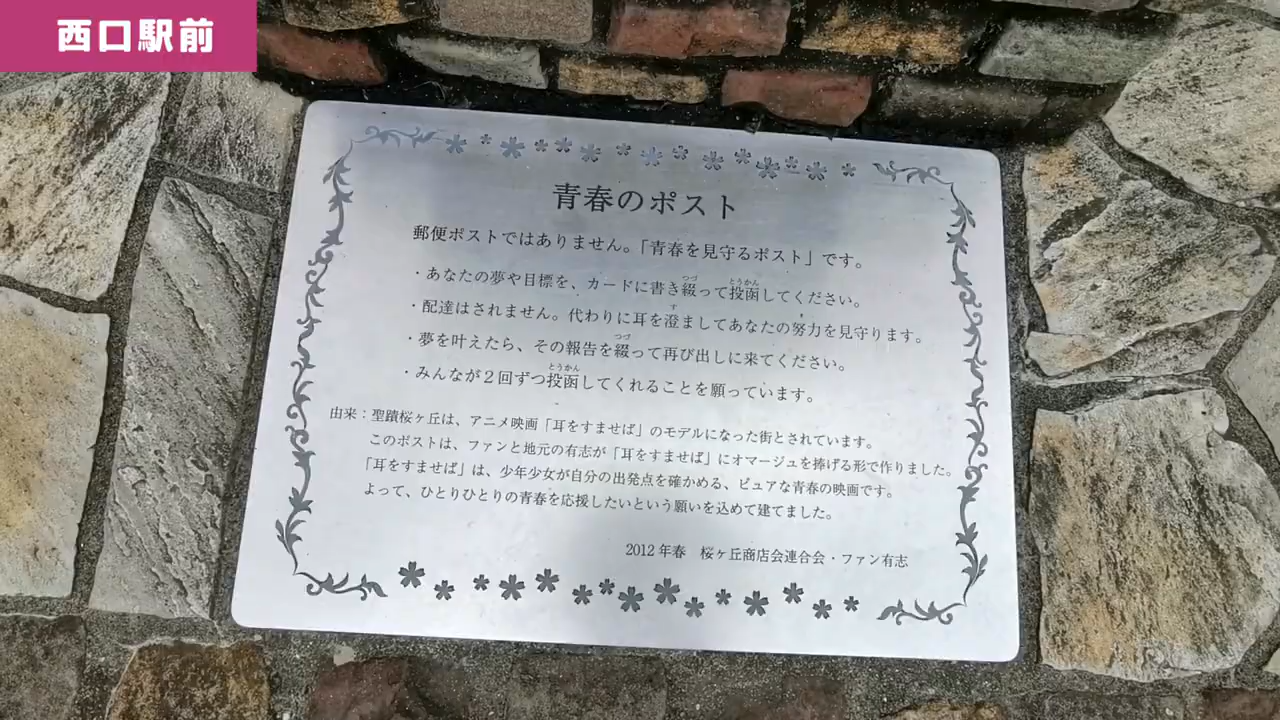 西口駅前
青春のポスト
郵便ポストではありません。「青春を見守るポスト」です。
・あなたの夢や目標を、カードに書き綴って投函してください。
つづ
とうかん
・配達はされません。代わりに耳を澄ましてあなたの努力を見守ります。
す
・夢を叶えたら、その報告を綴って再び出しに来てください。
つづ
・みんなが2回ずつ投函してくれることを願っています。
とうかん
由来：聖蹟桜ヶ丘は、アニメ映画「耳をすませば」のモデルになった街とされています。
このポストは、ファンと地元の有志が「耳をすませば」にオマージュを捧げる形で作りました。
「耳をすませば」は、少年少女が自分の出発点を確かめる、ピュアな青春の映画です。
よって、ひとりひとりの青春を応援したいという願いを込めて建てました。
2012年春　桜ヶ丘商店会連合会・ファン有志